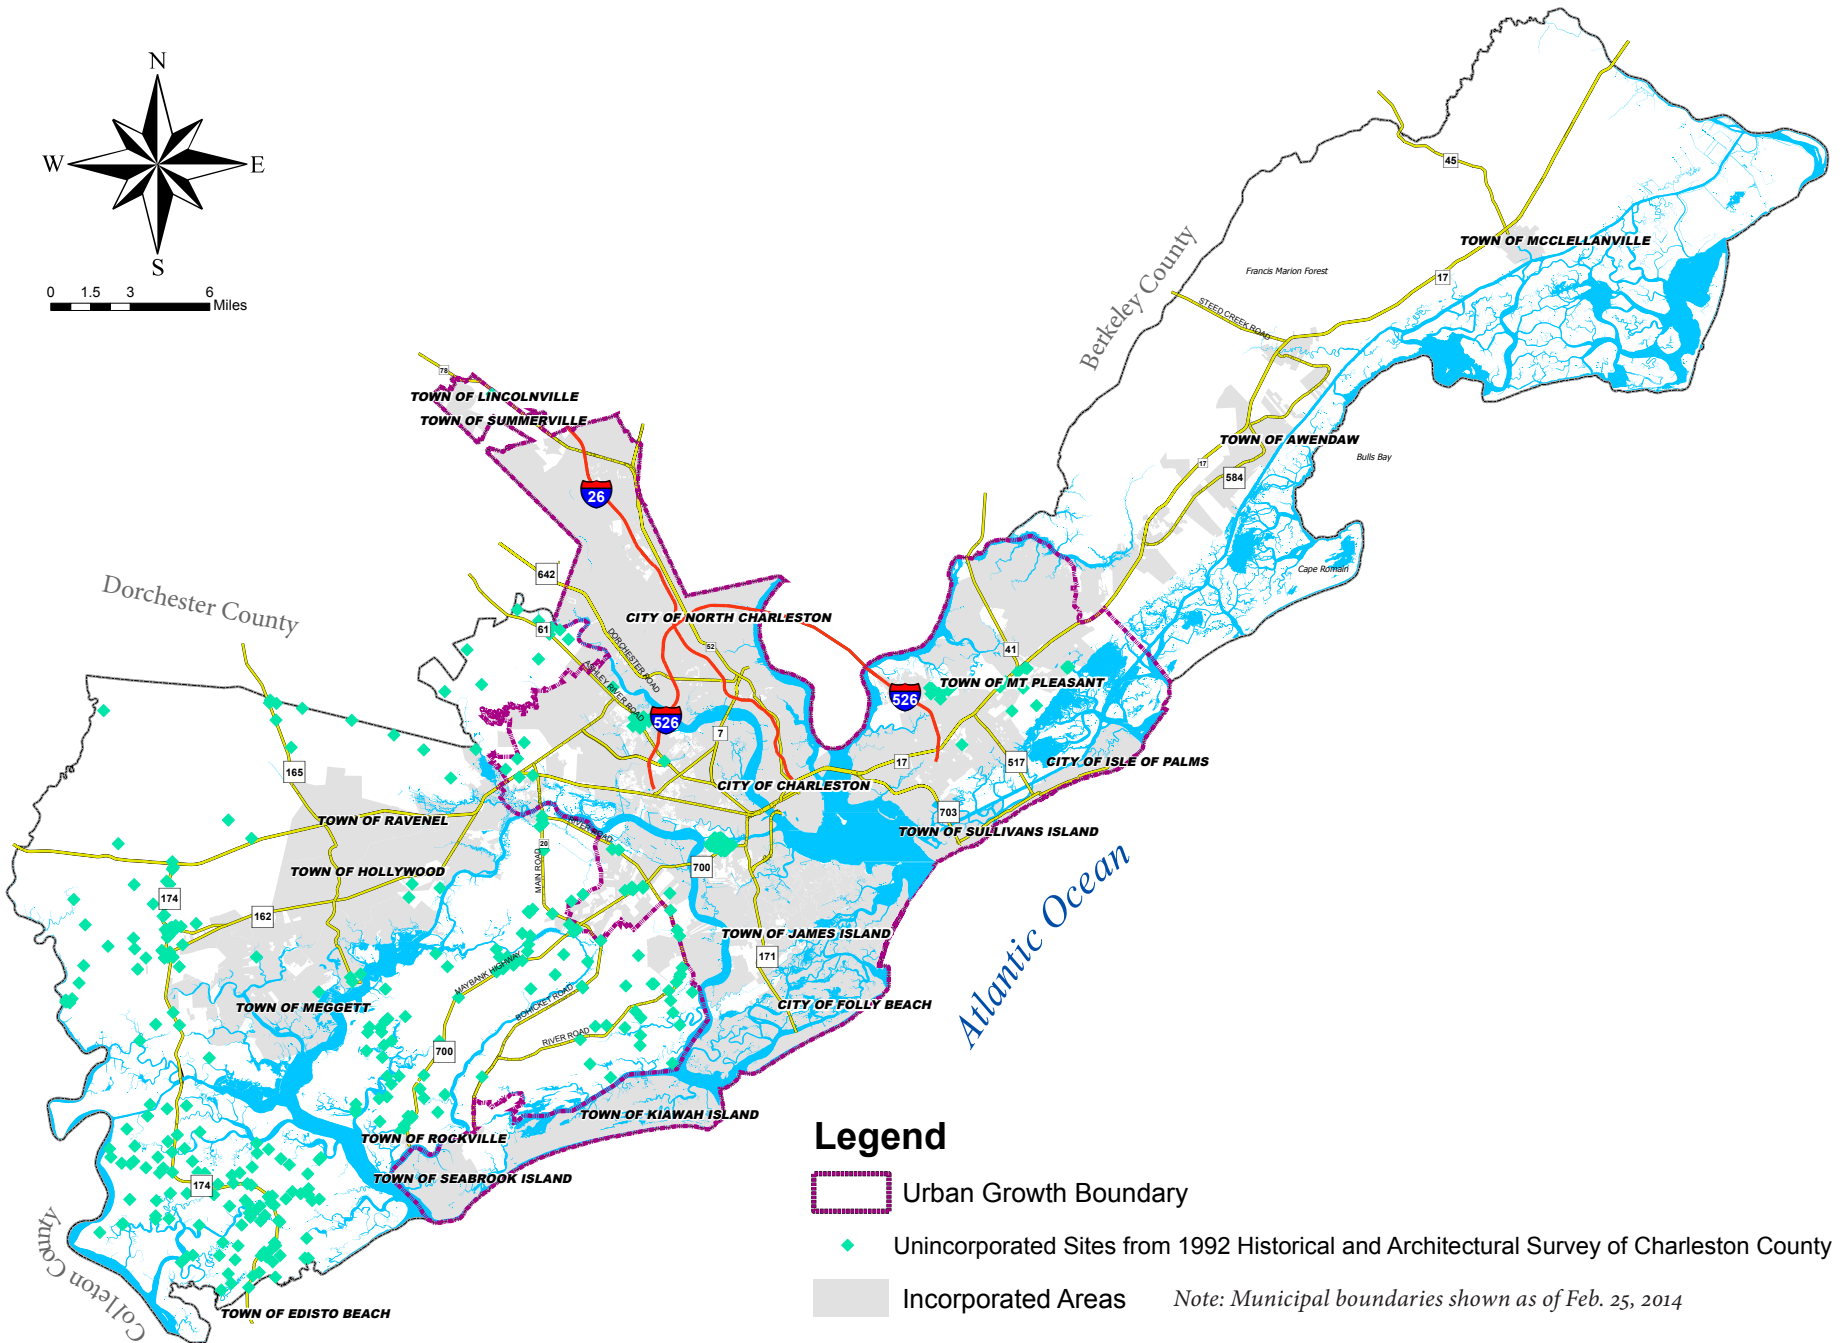 N
W E
S
0 1.5 3 6
Miles
Berkeley County
Dorchester County
Colleton County
Atlantic Ocean
Francis Marion Forest
Bulls Bay
Cape Romain
45
TOWN OF MCCLELLANVILLE
17
STEED CREEK ROAD
78
TOWN OF LINCOLNVILLE
TOWN OF SUMMERVILLE
TOWN OF AWENDAW
17
584
26
642
61
CITY OF NORTH CHARLESTON
DORCHESTER ROAD
52
ASHLEY RIVER ROAD
41
TOWN OF MT PLEASANT
526
526
7
165
17
517
CITY OF ISLE OF PALMS
CITY OF CHARLESTON
703
TOWN OF RAVENEL
RIVER ROAD
TOWN OF SULLIVANS ISLAND
20
MAIN ROAD
TOWN OF HOLLYWOOD
700
174
162
TOWN OF JAMES ISLAND
171
MAYBANK HIGHWAY
BOHICKET ROAD
TOWN OF MEGGETT
CITY OF FOLLY BEACH
RIVER ROAD
700
TOWN OF KIAWAH ISLAND
TOWN OF ROCKVILLE
TOWN OF SEABROOK ISLAND
174
TOWN OF EDISTO BEACH
Legend
Urban Growth Boundary
Unincorporated Sites from 1992 Historical and Architectural Survey of Charleston County
Incorporated Areas
Note: Municipal boundaries shown as of Feb. 25, 2014